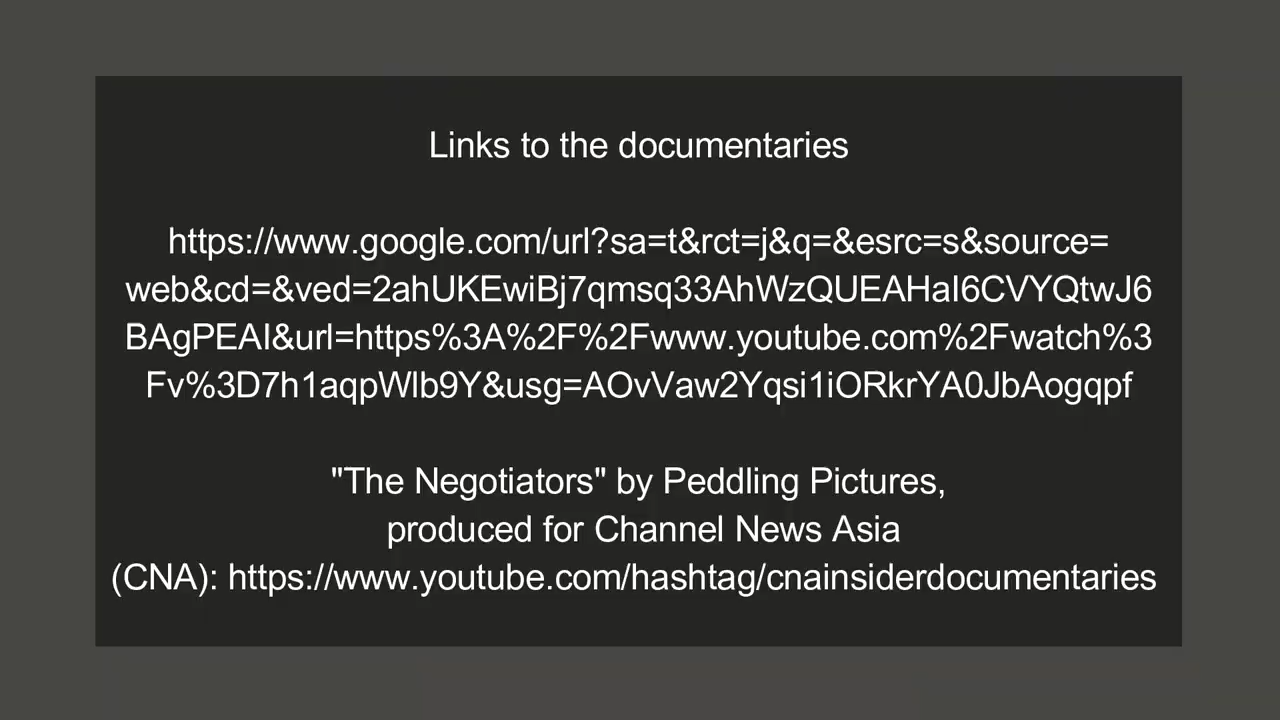 Links to the documentaries
https://www.google.com/url?sa=t&rct=j&q=&esrc=s&source=
web&cd=&ved=2ahUKEwiBj7qmsq33AhWzQUEAHaI6CVYQtwJ6
BAgPEAI&url=https%3A%2F%2Fwww.youtube.com%2Fwatch%3
Fv%3D7h1aqpWlb9Y&usg=AOvVaw2Yqsi1iORkrYA0JbAogqpf
"The Negotiators" by Peddling Pictures,
produced for Channel News Asia
(CNA): https://www.youtube.com/hashtag/cnainsiderdocumentaries